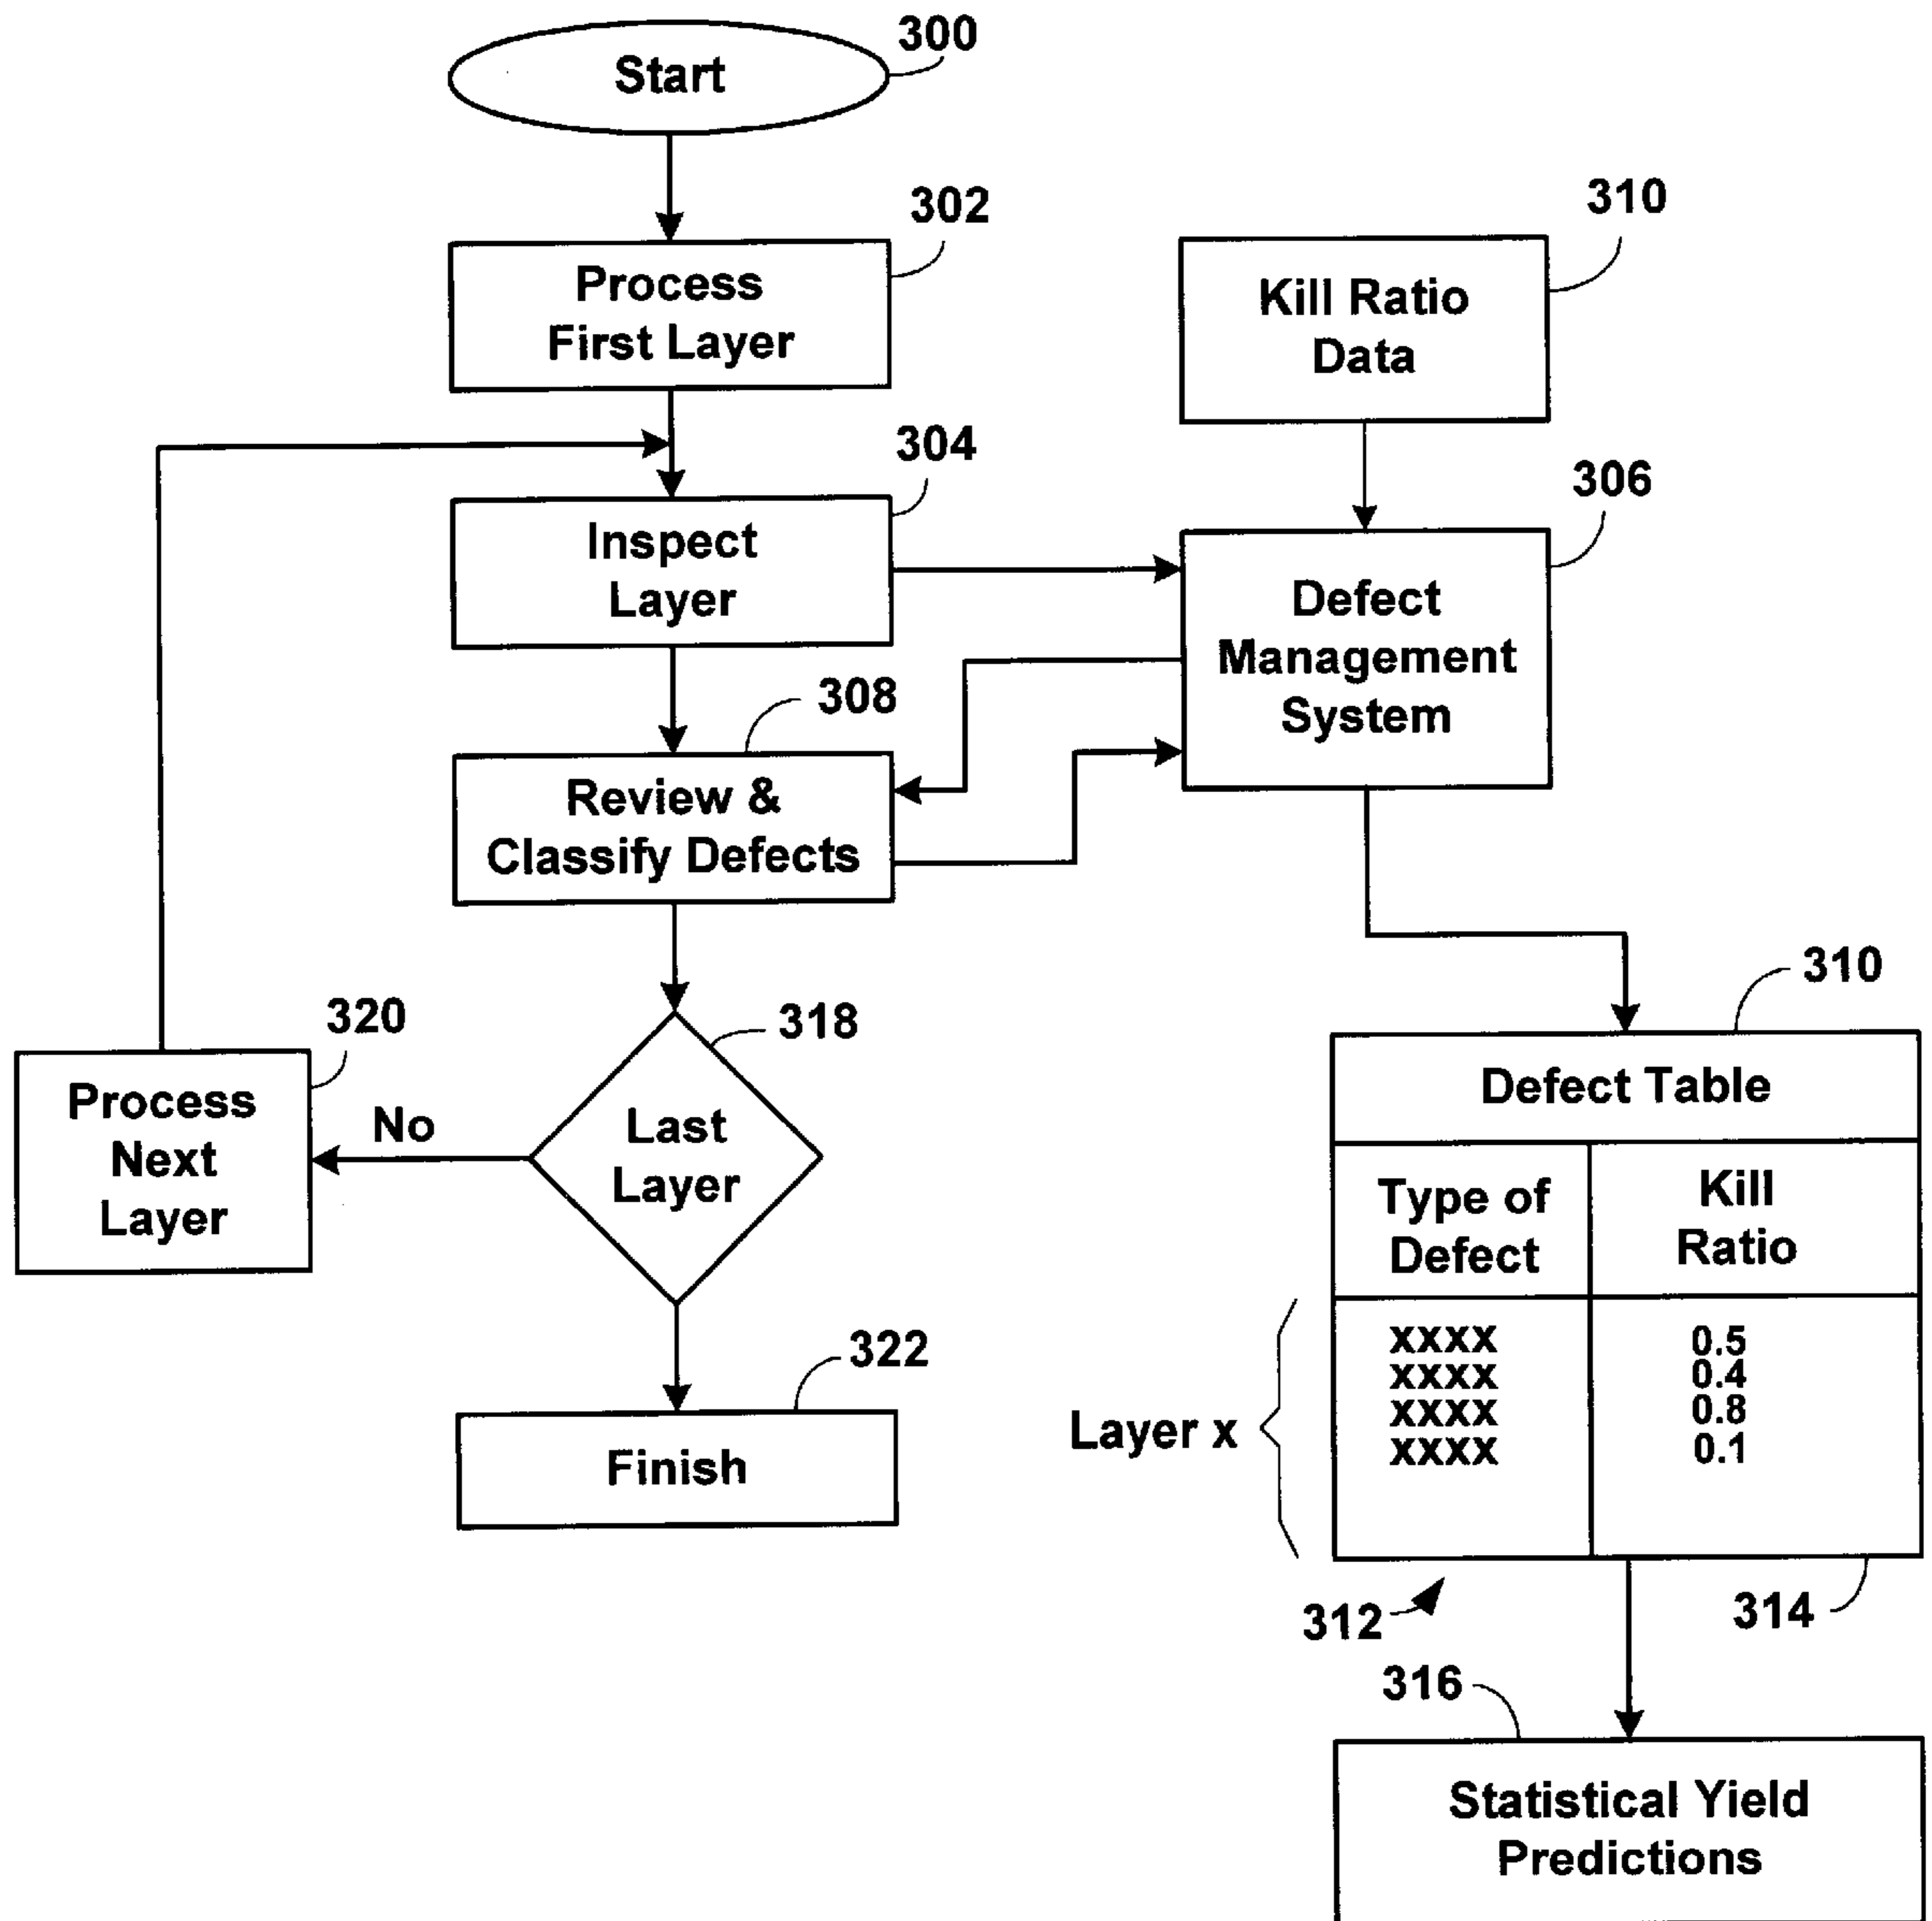 300
Start
302
Process
First Layer
310
Kill Ratio
Data
304
Inspect
Layer
306
Defect
Management
System
308
Review &
Classify Defects
310
Defect Table
Type of
Defect
Kill
Ratio
Layer x
XXXX 0.5
XXXX 0.4
XXXX 0.8
XXXX 0.1
312
314
316
Statistical Yield
Predictions
318
Last
Layer
No
320
Process
Next
Layer
322
Finish